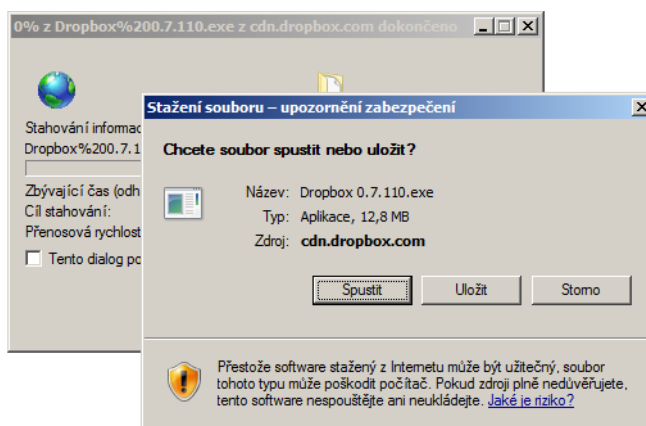 0% z Dropbox%200.7.110.exe z cdn.dropbox.com dokončeno
Stahování informac
Dropbox%200.7.1
Zbývající čas (odh
Cíl stahování:
Přenosová rychlost
Tento dialog po
Stažení souboru – upozornění zabezpečení
Chcete soubor spustit nebo uložit?
Název: Dropbox 0.7.110.exe
Typ: Aplikace, 12,8 MB
Zdroj: cdn.dropbox.com
Spustit Uložit Storno
Přestože software stažený z Internetu může být užitečný, soubor
tohoto typu může poškodit počítač. Pokud zdroji plně nedůvěřujete,
tento software nespouštějte ani neukládejte. Jaké je riziko?